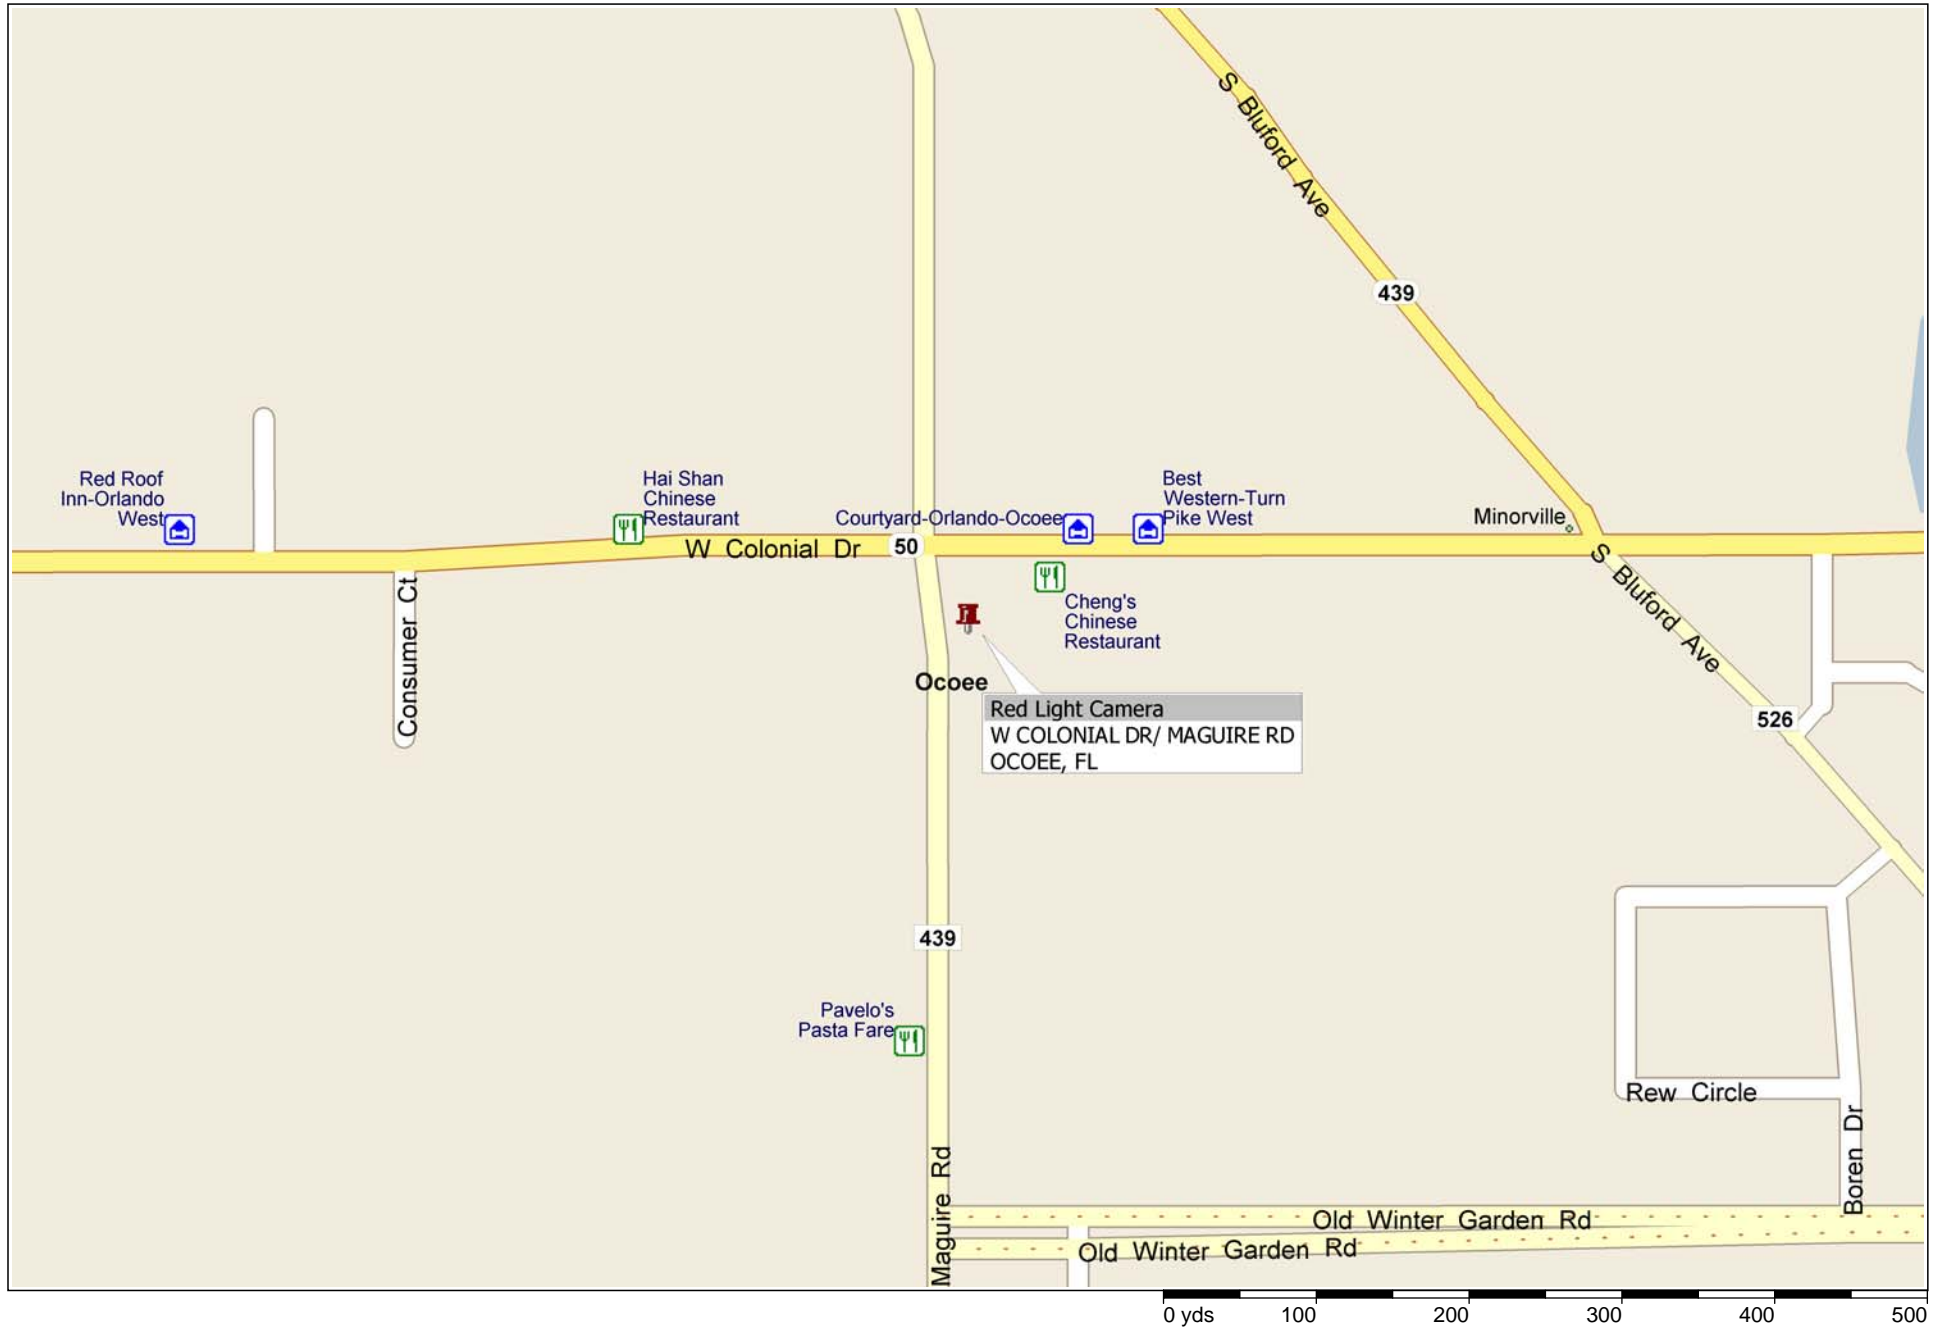 S Bluford Ave
439
Red Roof
Inn-Orlando
West
Hai Shan
Chinese
Restaurant
Courtyard-Orlando-Ocoee
Best
Western-Turn
Pike West
Minorville
W Colonial Dr
50
S Bluford Ave
Consumer Ct
Cheng's
Chinese
Restaurant
Ocoee
Red Light Camera
W COLONIAL DR/ MAGUIRE RD
OCOEE, FL
526
439
Pavelo's
Pasta Fare
Rew Circle
Boren Dr
Maguire Rd
Old Winter Garden Rd
Old Winter Garden Rd
0 yds 100 200 300 400 500